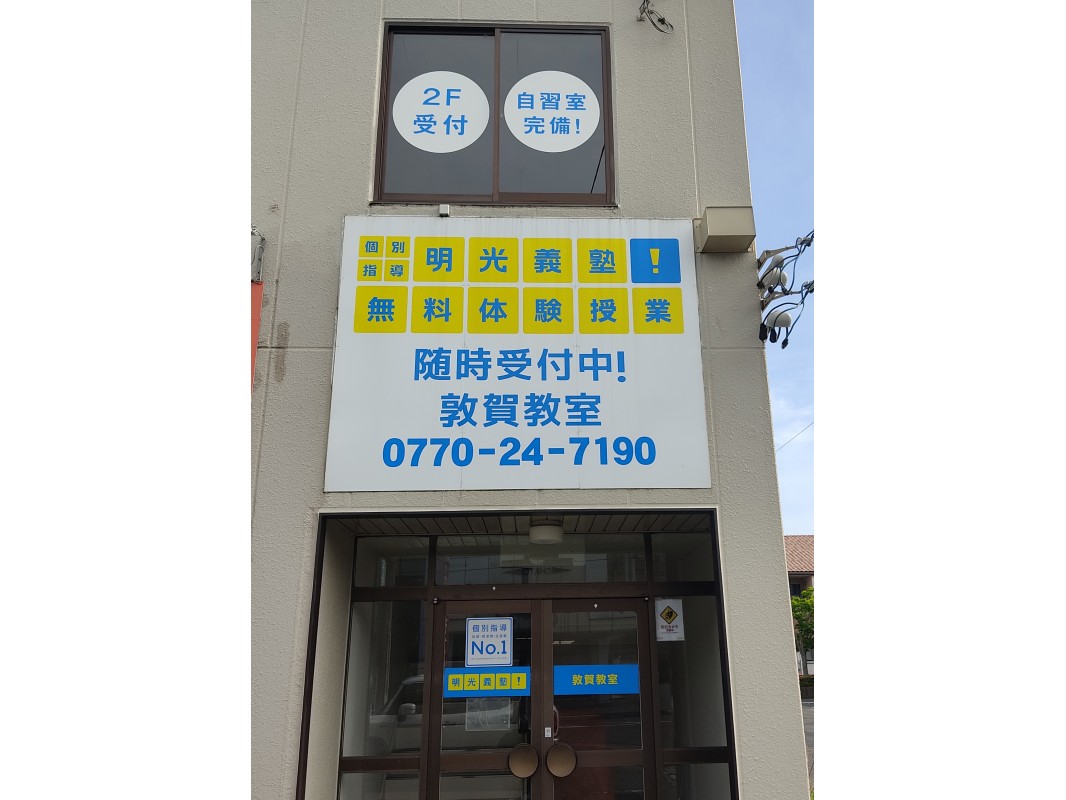 2F
受付
自習室
完備!
個別
指導
明光義塾!
無料体験授業
随時受付中!
敦賀教室
0770-24-7190
個別指導
No.1
明光義塾!
敦賀教室